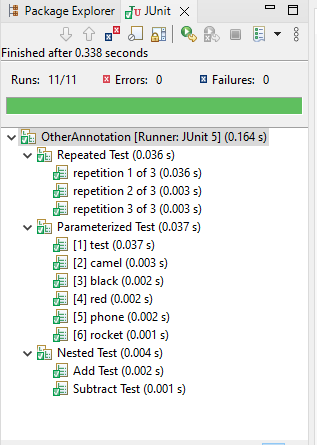 Package Explorer JUnit
Finished after 0.338 seconds
Runs: 11/11 Errors: 0 Failures: 0
OtherAnnotation [Runner: JUnit 5] (0.164 s)
Repeated Test (0.036 s)
repetition 1 of 3 (0.036 s)
repetition 2 of 3 (0.003 s)
repetition 3 of 3 (0.003 s)
Parameterized Test (0.037 s)
[1] test (0.037 s)
[2] camel (0.003 s)
[3] black (0.002 s)
[4] red (0.002 s)
[5] phone (0.002 s)
[6] rocket (0.001 s)
Nested Test (0.004 s)
Add Test (0.002 s)
Subtract Test (0.001 s)